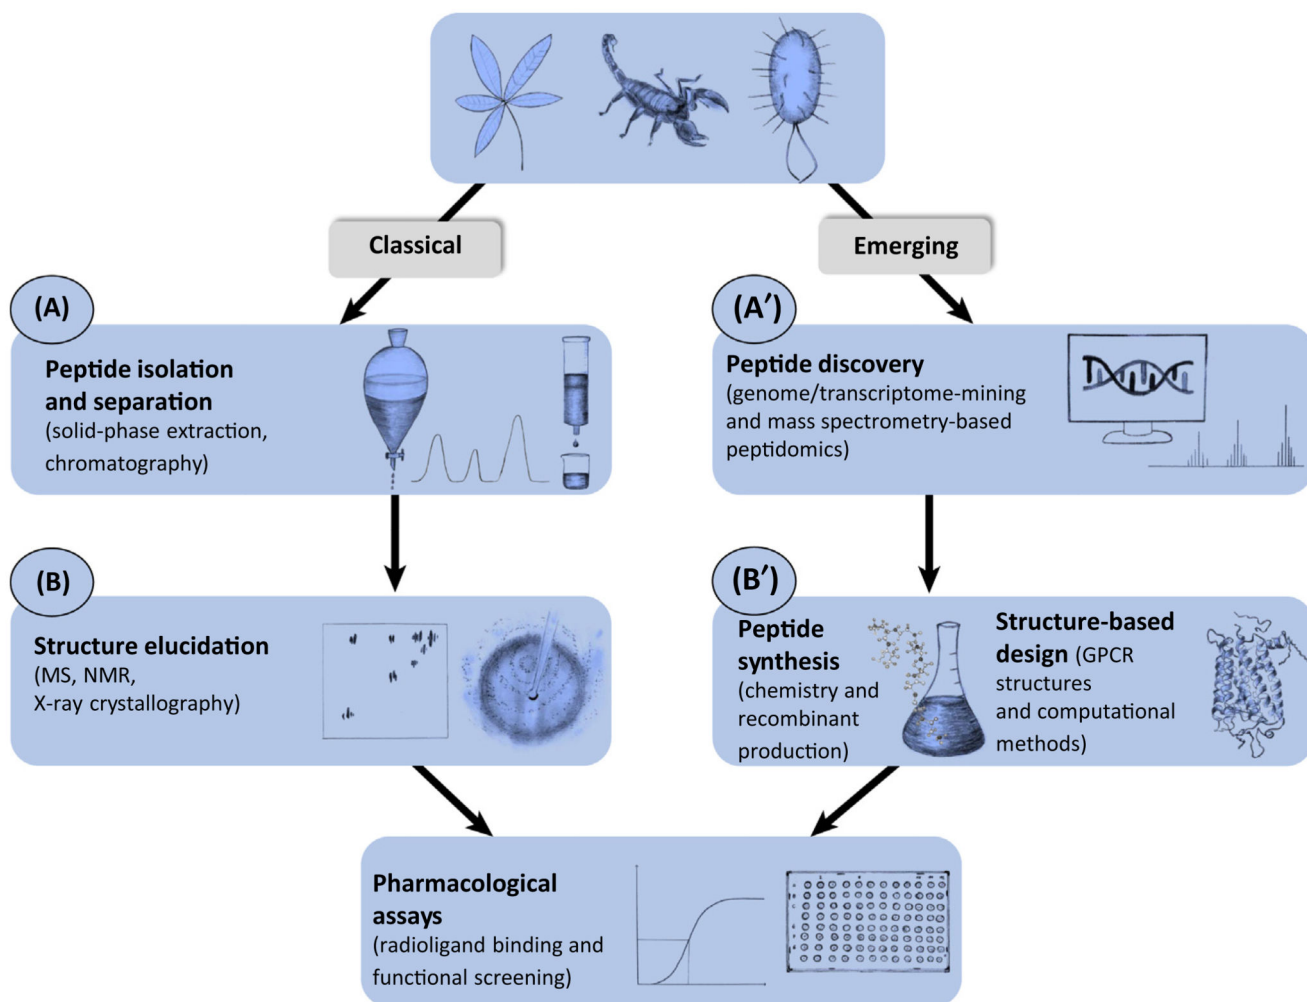 Classical
Emerging
(A)
Peptide isolation
and separation
(solid-phase extraction,
chromatography)
(A′)
Peptide discovery
(genome/transcriptome-mining
and mass spectrometry-based
peptidomics)
(B)
Structure elucidation
(MS, NMR,
X-ray crystallography)
(B′)
Peptide
synthesis
(chemistry and
recombinant
production)
Structure-based
design (GPCR
structures
and computational
methods)
Pharmacological
assays
(radioligand binding and
functional screening)